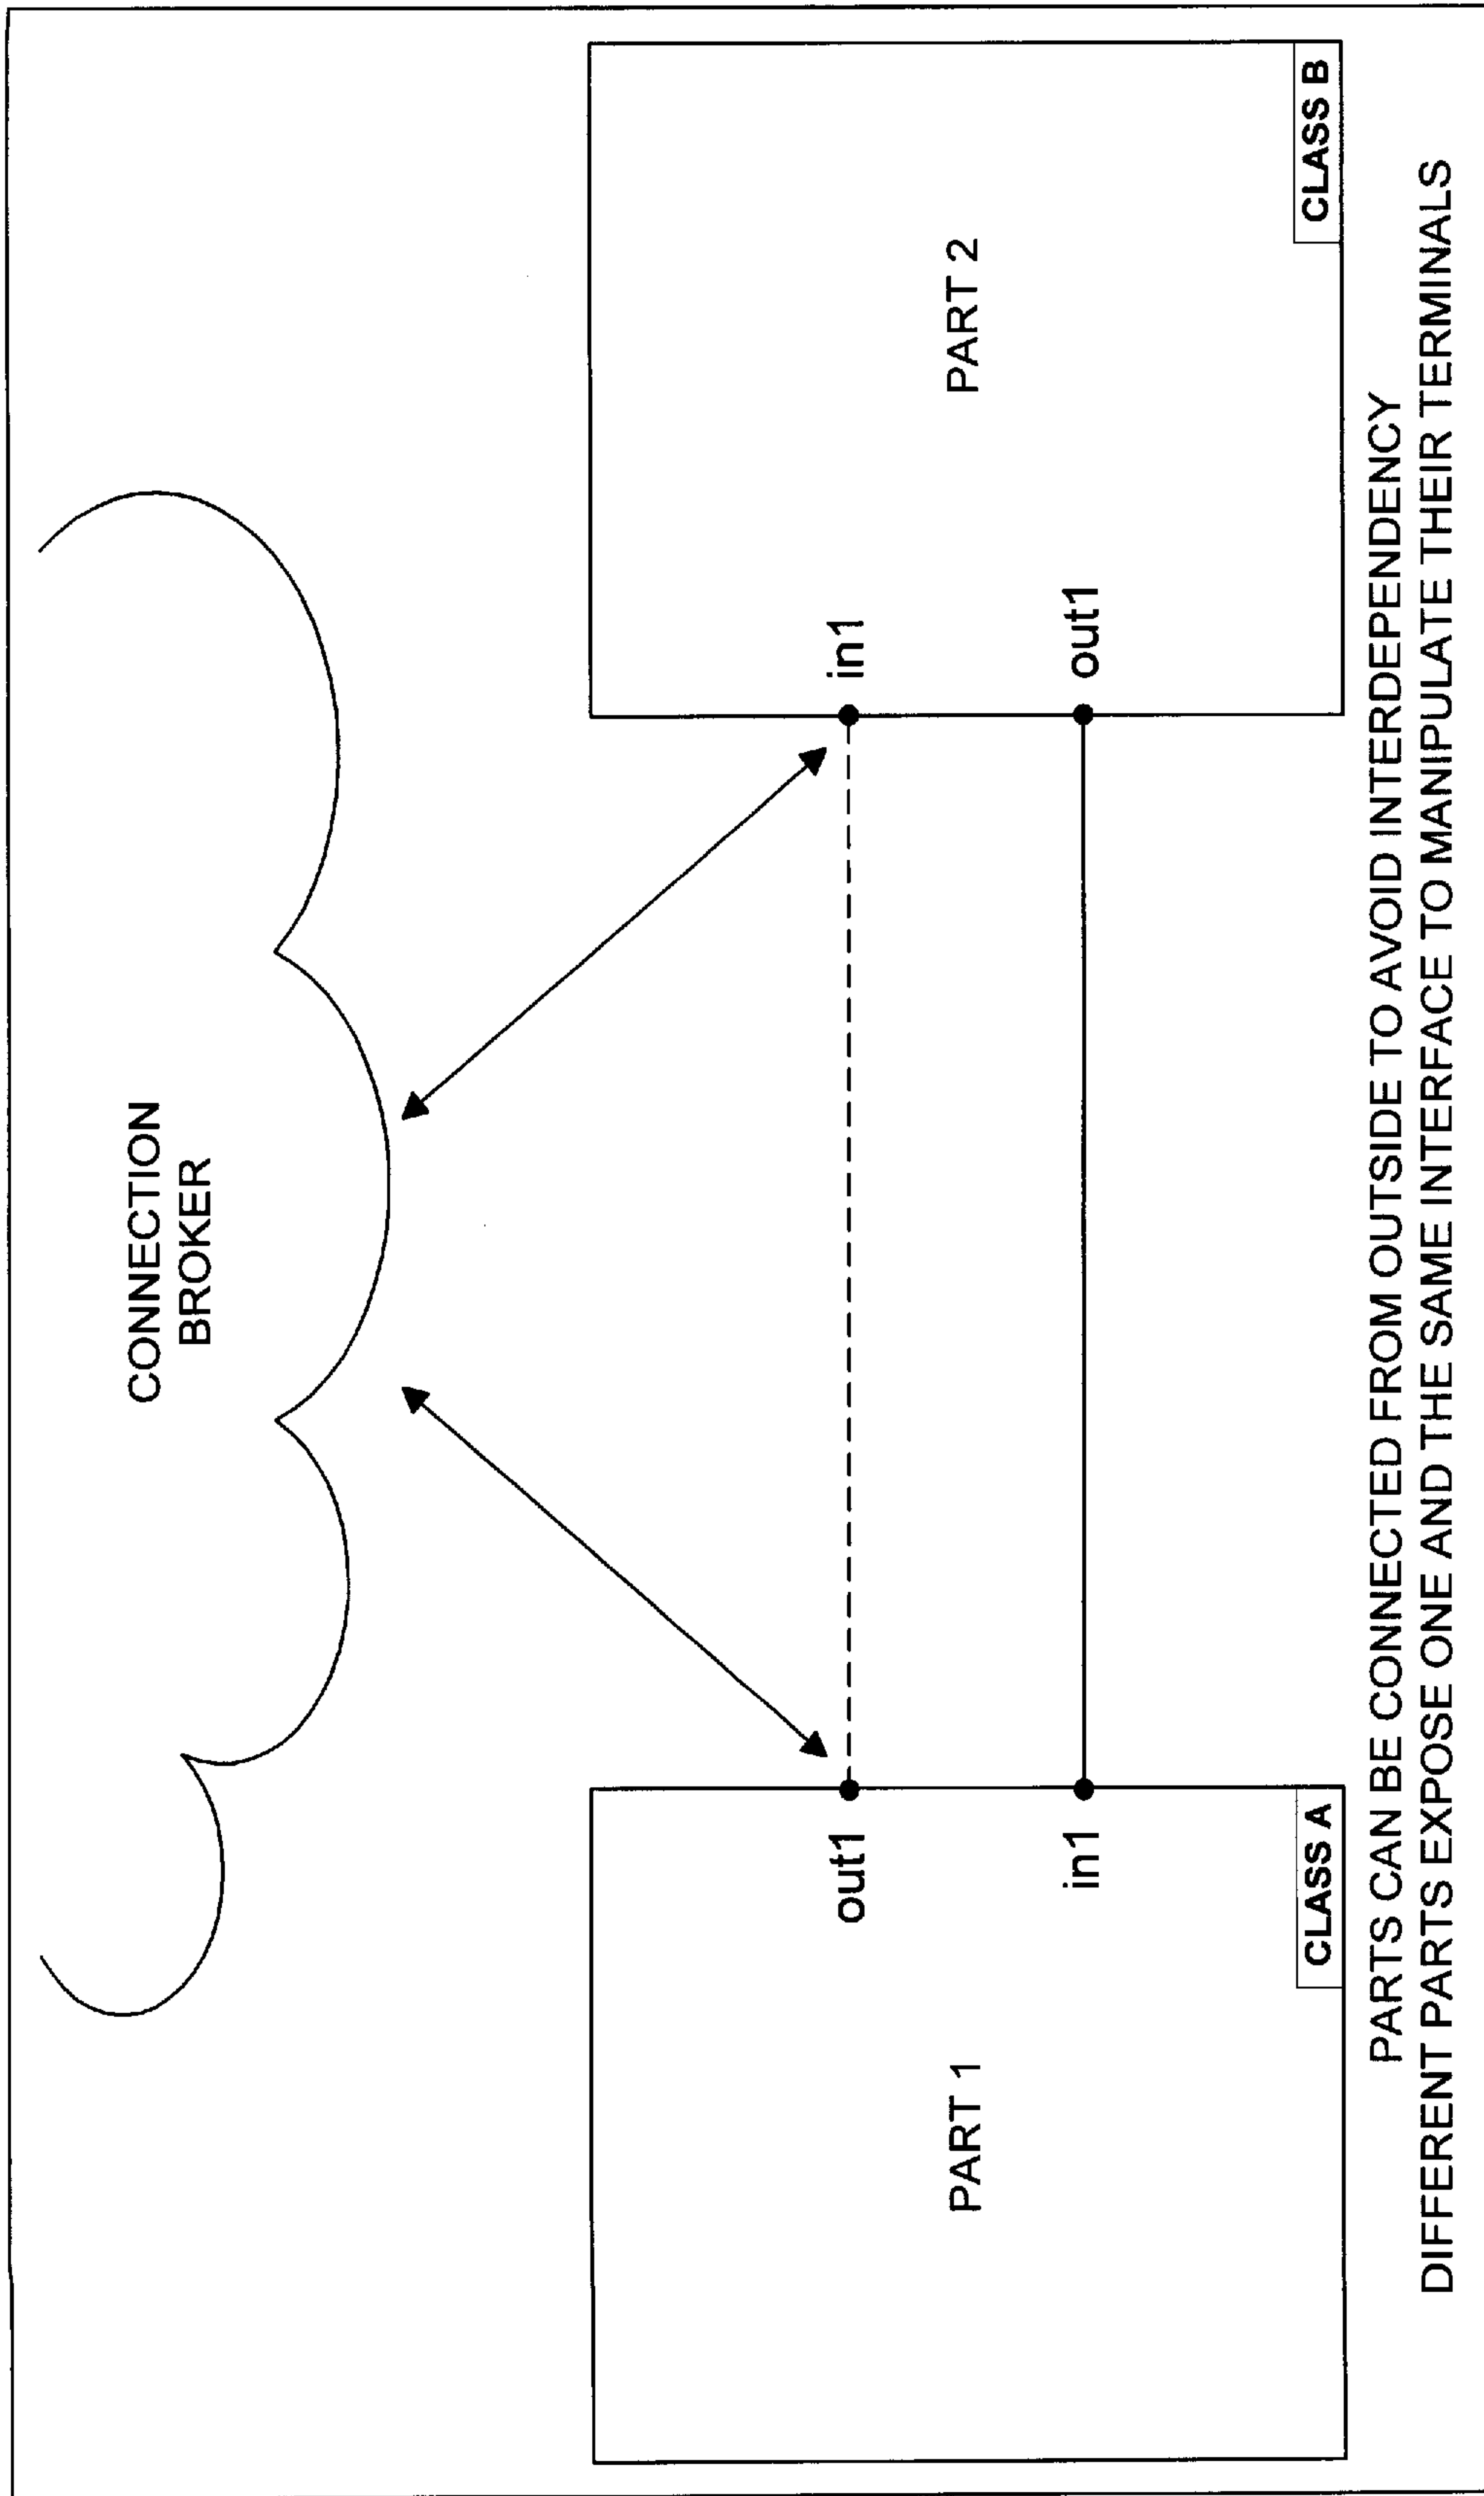 CONNECTION
BROKER
out1
in1
in1
out1
PART 1
PART 2
CLASS A
CLASS B
PARTS CAN BE CONNECTED FROM OUTSIDE TO AVOID INTERDEPENDENCY
DIFFERENT PARTS EXPOSE ONE AND THE SAME INTERFACE TO MANIPULATE THEIR TERMINALS